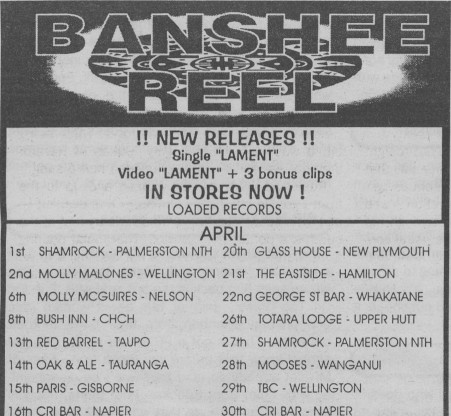 BANSHEE
REEL
!! NEW RELEASES !!
Single "LAMENT"
Video "LAMENT" + 3 bonus clips
IN STORES NOW !
LOADED RECORDS
APRIL
1st SHAMROCK - PALMERSTON NTH
2nd MOLLY MALONES - WELLINGTON
6th MOLLY MCGUIRES - NELSON
8th BUSH INN - CHCH
13th RED BARREL - TAUPO
14th OAK & ALE - TAURANGA
15th PARIS - GISBORNE
16th CRI BAR - NAPIER
20th GLASS HOUSE - NEW PLYMOUTH
21st THE EASTSIDE - HAMILTON
22nd GEORGE ST BAR - WHAKATANE
26th TOTARA LODGE - UPPER HUTT
27th SHAMROCK - PALMERSTON NTH
28th MOOSES - WANGANUI
29th TBC - WELLINGTON
30th CRI BAR - NAPIER